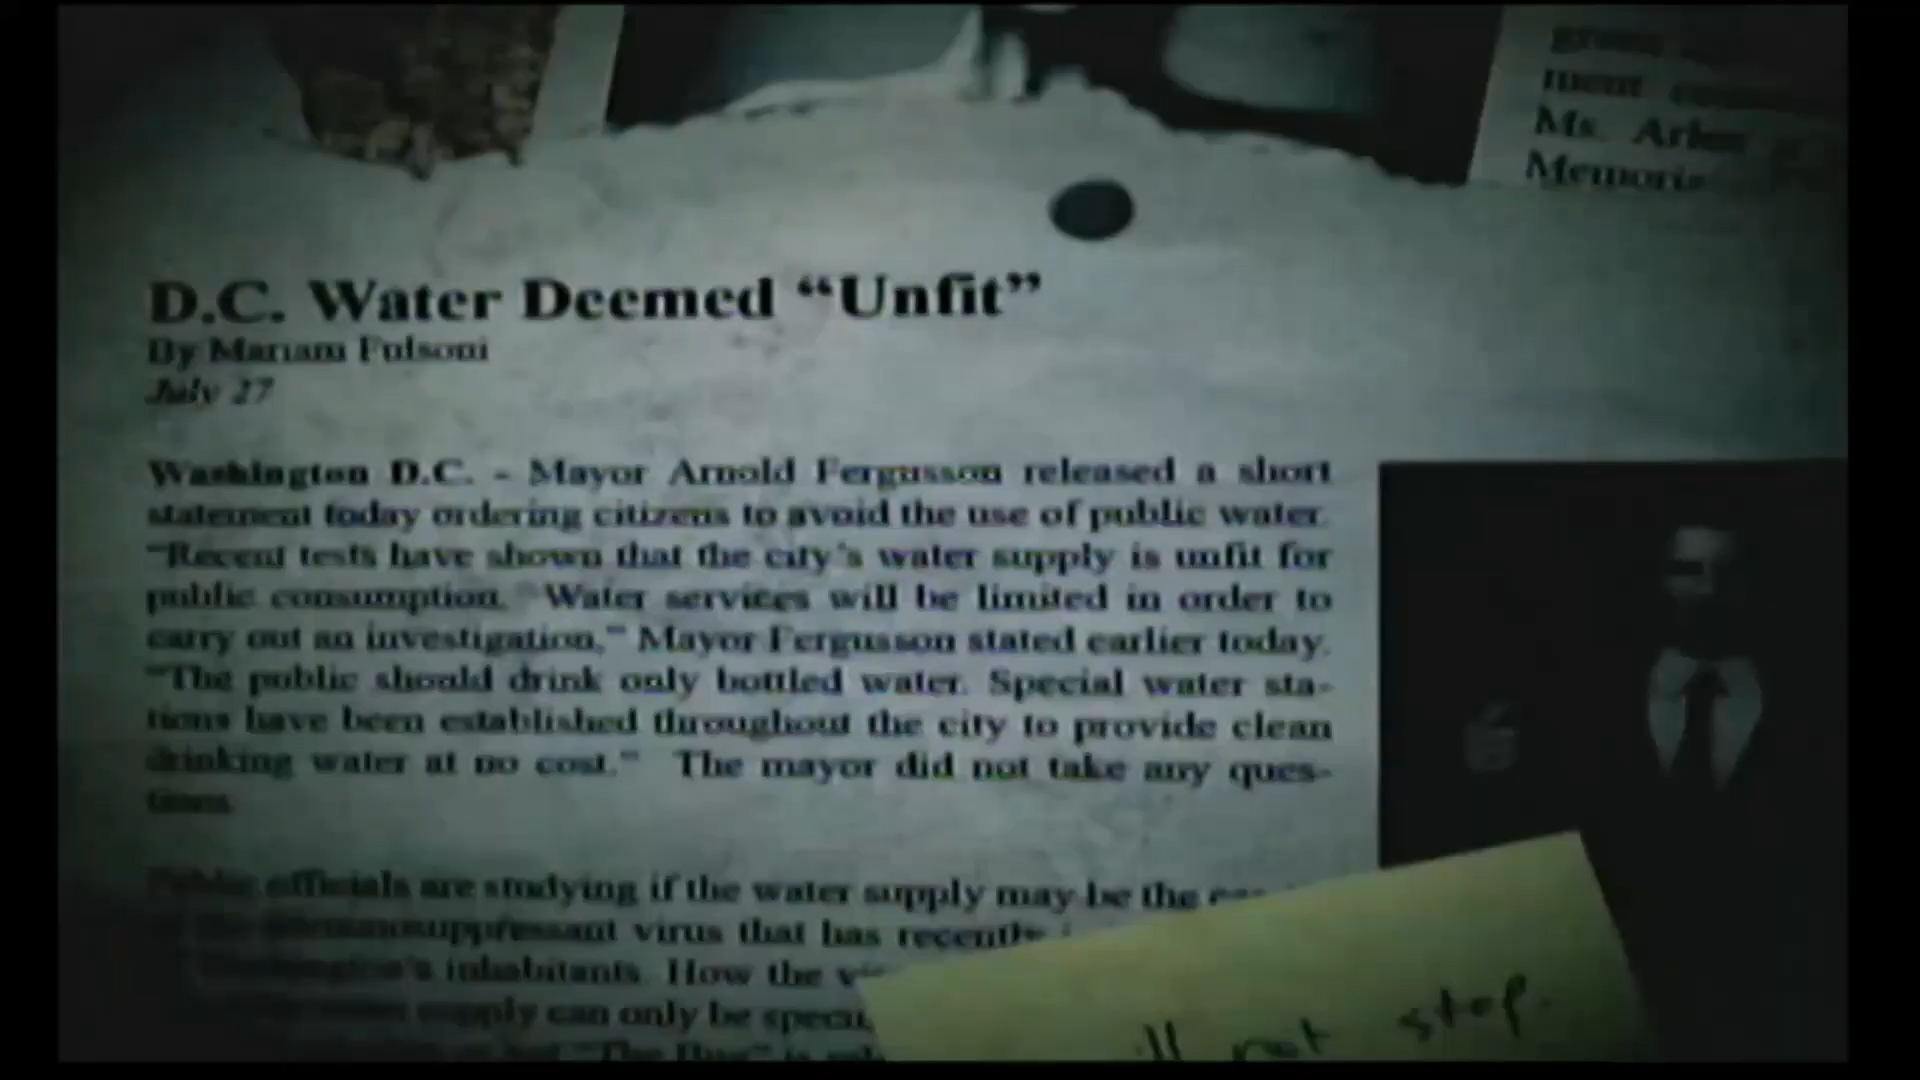 Ms.
D.C. Water Deemed “Unfit”
By Mariam Fulsom
July 27
Washington D.C. - Mayor Arnold Fergusson released a short
statement today ordering citizens to avoid the use of public water.
“Recent tests have shown that the city’s water supply is unfit for
public consumption. “Water services will be limited in order to
carry out an investigation,” Mayor Fergusson stated earlier today.
“The public should drink only bottled water. Special water sta-
tions have been established throughout the city to provide clean
drinking water at no cost.” The mayor did not take any ques-
tions.
Public officials are studying if the water supply may be the
virus that has recently
inhabitants. How the
supply can only be
not stop.